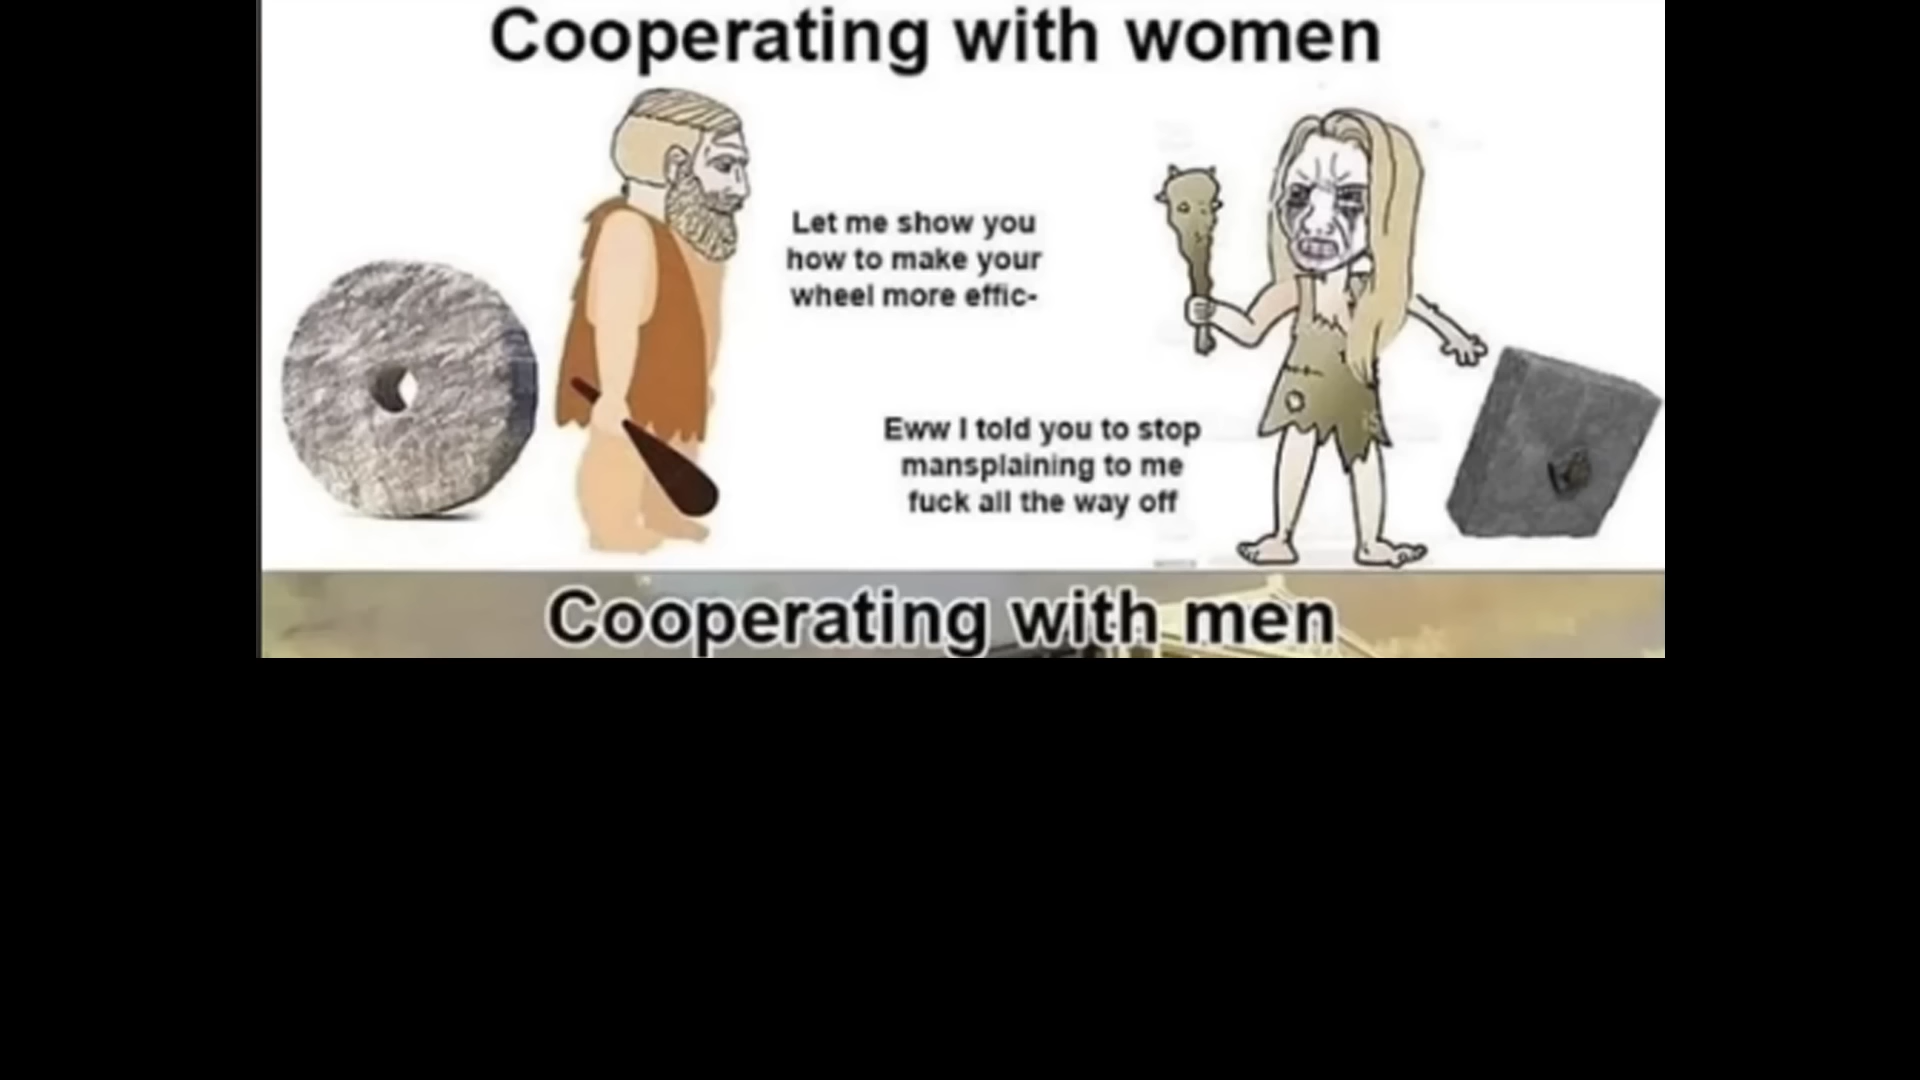 Cooperating with women
Let me show you
how to make your
wheel more effic-
Eww I told you to stop
mansplaining to me
fuck all the way off
Cooperating with men